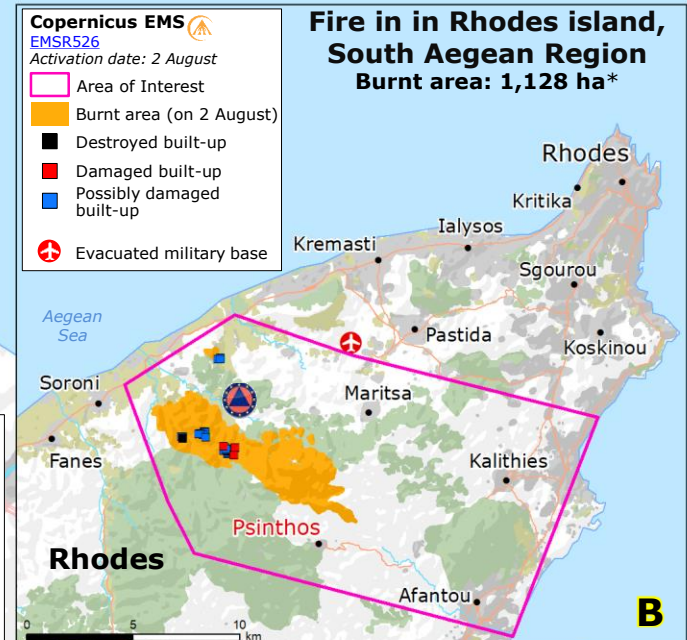 Copernicus EMS
EMSR526
Activation date: 2 August
Area of Interest
Burnt area (on 2 August)
Destroyed built-up
Damaged built-up
Possibly damaged
built-up
Evacuated military base
Fire in in Rhodes island,
South Aegean Region
Burnt area: 1,128 ha*
Rhodes
Kritika
Ialysos
Kremasti
Sgourou
Aegean
Sea
Pastida
Koskinou
Soroni
Maritsa
Fanes
Kalithies
Psinthos
Rhodes
Afantou
B
0 5 10
km